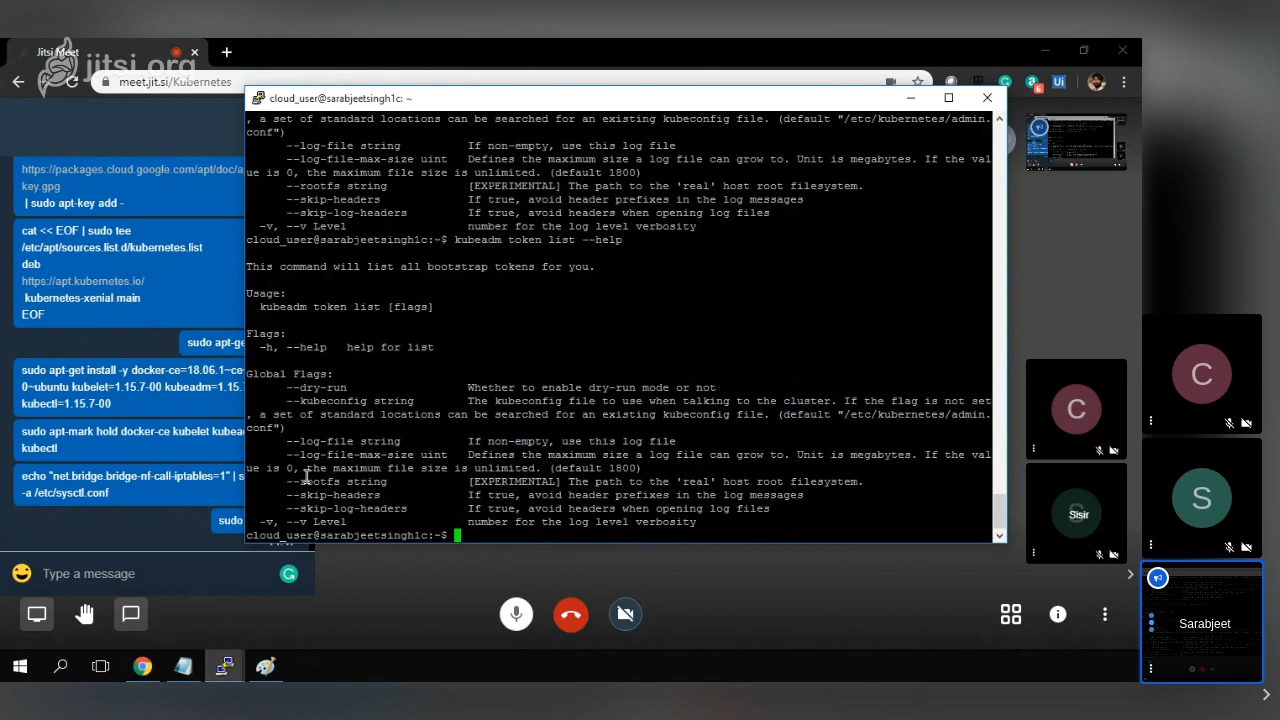 Jitsi Meet
jitsi.org
meet.jit.si/Kubernetes
6
Ui
https://packages.cloud.google.com/apt/doc/a
key.gpg
| sudo apt-key add -
cat << EOF | sudo tee
/etc/apt/sources.list.d/kubernetes.list
deb
https://apt.kubernetes.io/
kubernetes-xenial main
EOF
sudo apt-ge
sudo apt-get install -y docker-ce=18.06.1~ce~
0~ubuntu kubelet=1.15.7-00 kubeadm=1.15.7
kubectl=1.15.7-00
sudo apt-mark hold docker-ce kubelet kubea
kubectl
echo "net.bridge.bridge-nf-call-iptables=1" | s
-a /etc/sysctl.conf
sudo
Type a message
cloud_user@sarabjeetsingh1c: ~
, a set of standard locations can be searched for an existing kubeconfig file. (default "/etc/kubernetes/admin.
conf")
--log-file string If non-empty, use this log file
--log-file-max-size uint Defines the maximum size a log file can grow to. Unit is megabytes. If the val
ue is 0, the maximum file size is unlimited. (default 1800)
--rootfs string [EXPERIMENTAL] The path to the 'real' host root filesystem.
--skip-headers If true, avoid header prefixes in the log messages
--skip-log-headers If true, avoid headers when opening log files
-v, --v Level number for the log level verbosity
cloud_user@sarabjeetsingh1c:~$ kubeadm token list --help
This command will list all bootstrap tokens for you.
Usage:
kubeadm token list [flags]
Flags:
-h, --help help for list
Global Flags:
--dry-run Whether to enable dry-run mode or not
--kubeconfig string The kubeconfig file to use when talking to the cluster. If the flag is not set
, a set of standard locations can be searched for an existing kubeconfig file. (default "/etc/kubernetes/admin.
conf")
--log-file string If non-empty, use this log file
--log-file-max-size uint Defines the maximum size a log file can grow to. Unit is megabytes. If the val
ue is 0, the maximum file size is unlimited. (default 1800)
--rootfs string [EXPERIMENTAL] The path to the 'real' host root filesystem.
--skip-headers If true, avoid header prefixes in the log messages
--skip-log-headers If true, avoid headers when opening log files
-v, --v Level number for the log level verbosity
cloud_user@sarabjeetsingh1c:~$
C
Sisir
C
S
Sarabjeet